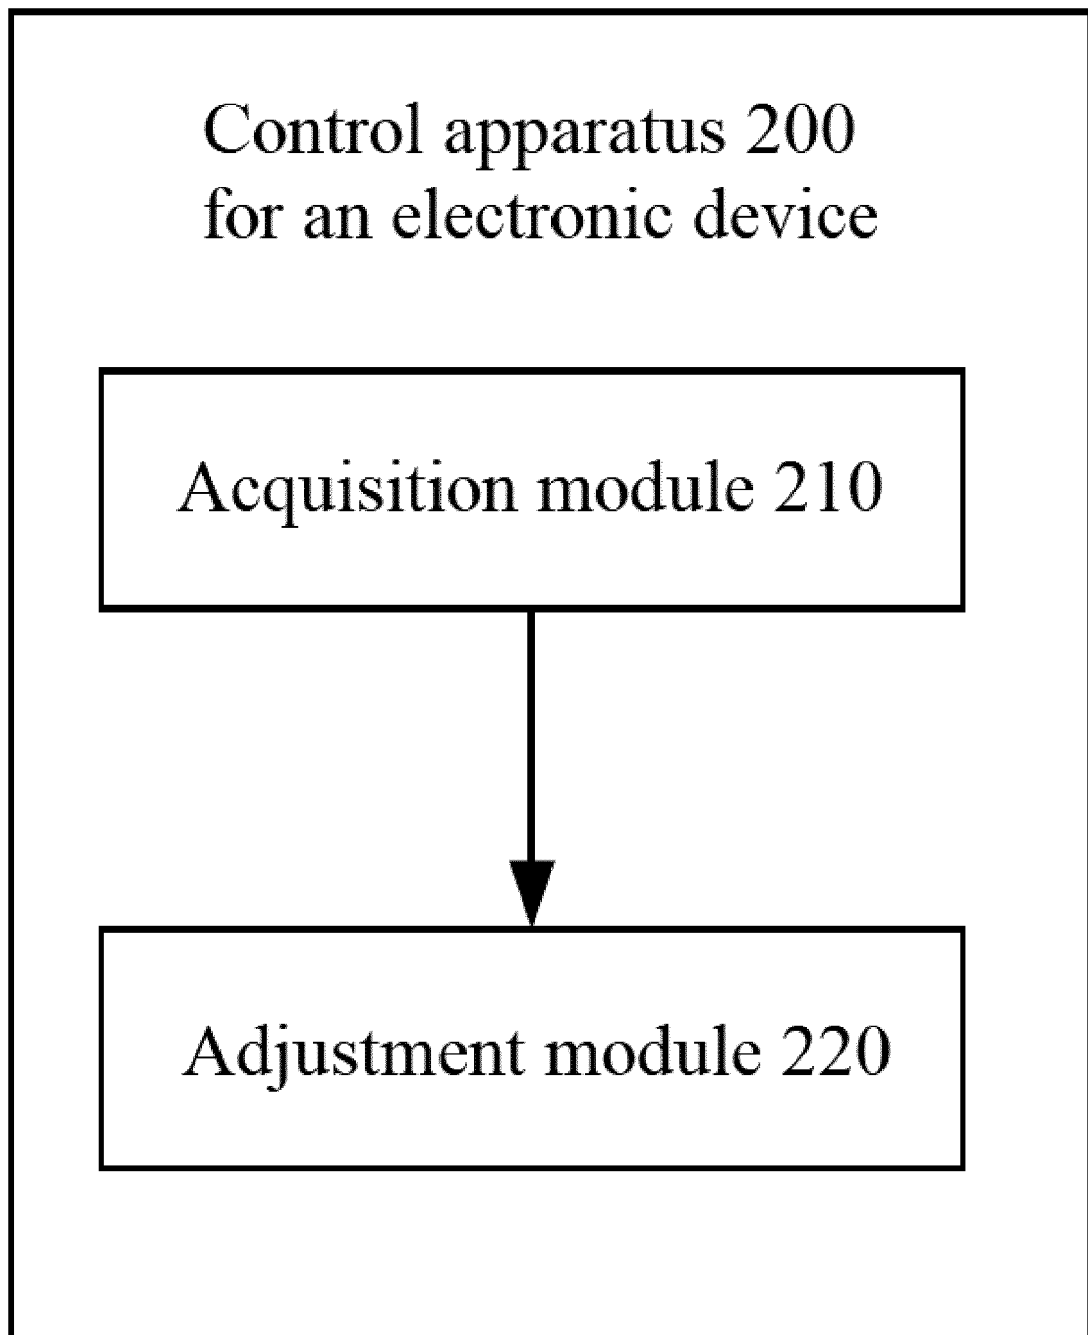 Control apparatus 200
for an electronic device
Acquisition module 210
Adjustment module 220